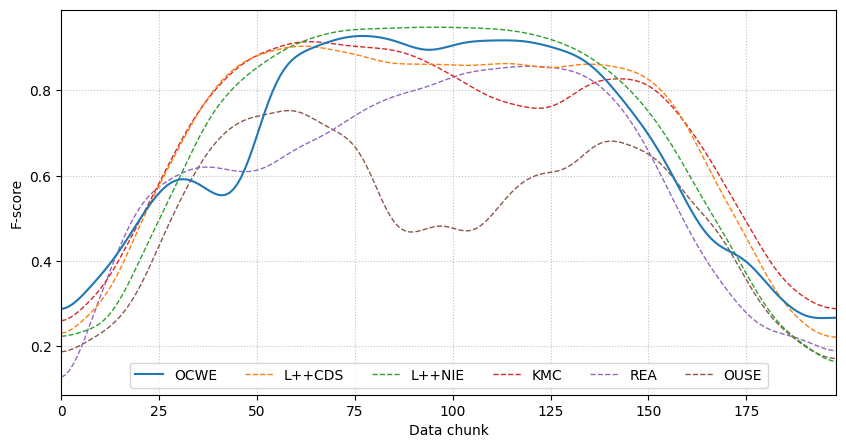 F-score
0.8
0.6
0.4
0.2
OCWE L++CDS L++NIE KMC REA OUSE
0 25 50 75 100 125 150 175
Data chunk